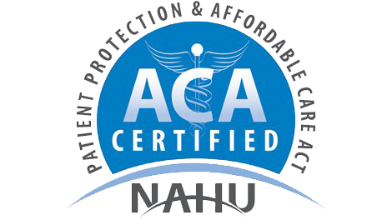 PATIENT PROTECTION & AFFORDABLE CARE ACT
ACA
CERTIFIED
NAHU